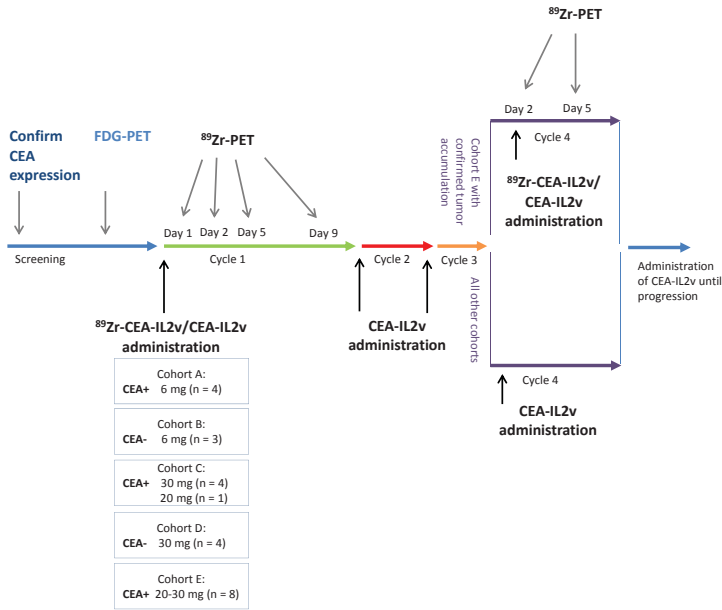 ⁸⁹Zr-PET
Day 2
Day 5
Cycle 4
⁸⁹Zr-CEA-IL2v/
CEA-IL2v
administration
Confirm
CEA
expression
FDG-PET
⁸⁹Zr-PET
Day 1
Day 2
Day 5
Day 9
Cohort E with
confirmed tumor
accumulation
Screening
Cycle 1
Cycle 2
Cycle 3
Administration
of CEA-IL2v until
progression
⁸⁹Zr-CEA-IL2v/CEA-IL2v
administration
CEA-IL2v
administration
All other cohorts
Cycle 4
CEA-IL2v
administration
Cohort A:
CEA+ 6 mg (n = 4)
Cohort B:
CEA- 6 mg (n = 3)
Cohort C:
CEA+ 30 mg (n = 4)
20 mg (n = 1)
Cohort D:
CEA- 30 mg (n = 4)
Cohort E:
CEA+ 20-30 mg (n = 8)